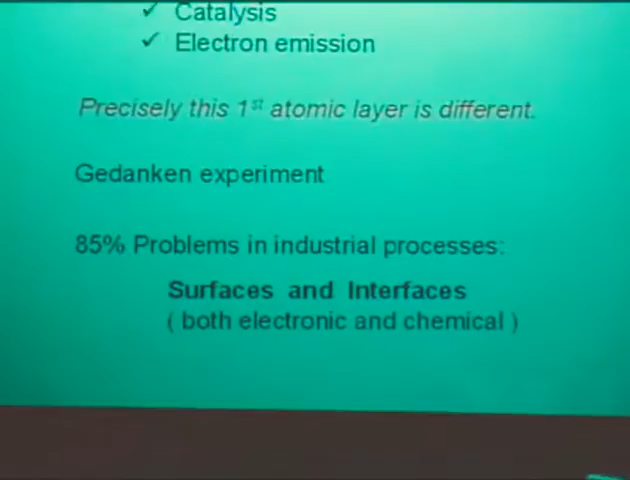 ✓ Catalysis
✓ Electron emission
Precisely this 1st atomic layer is different.
Gedanken experiment
85% Problems in industrial processes:
Surfaces and Interfaces
( both electronic and chemical )